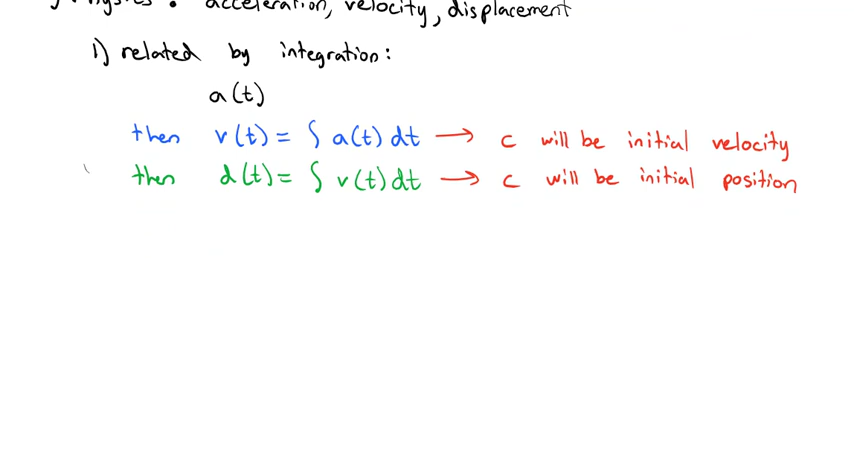 Physics: acceleration, velocity, displacement
1) related by integration:
a(t)
then v(t) = ∫ a(t) dt → c will be initial velocity
then d(t) = ∫ v(t) dt → c will be initial position